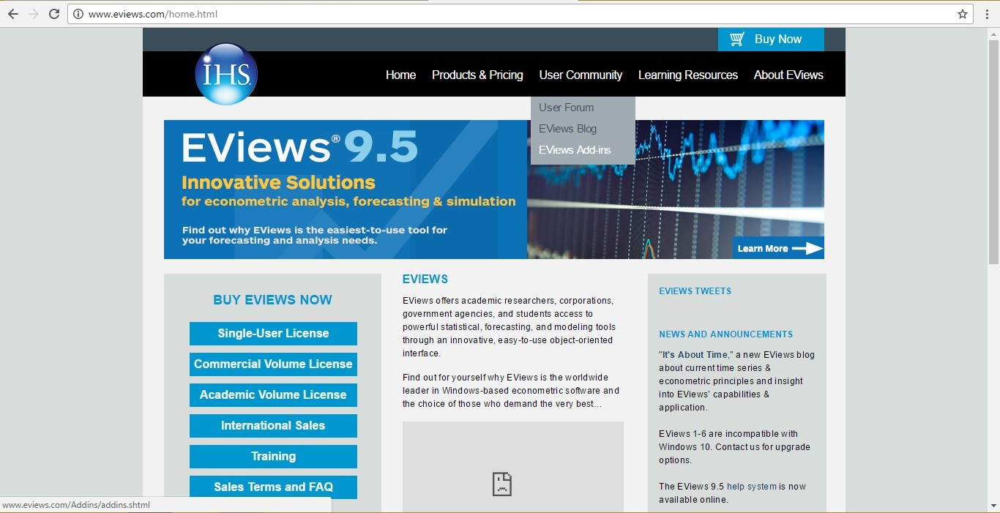 www.eviews.com/home.html
Buy Now
IHS
Home Products & Pricing User Community Learning Resources About EViews
User Forum
EViews Blog
EViews Add-ins
EViews® 9.5
Innovative Solutions
for econometric analysis, forecasting & simulation
Find out why EViews is the easiest-to-use tool for
your forecasting and analysis needs.
Learn More
BUY EVIEWS NOW
Single-User License
Commercial Volume License
Academic Volume License
International Sales
Training
Sales Terms and FAQ
EVIEWS
EViews offers academic researchers, corporations,
government agencies, and students access to
powerful statistical, forecasting, and modeling tools
through an innovative, easy-to-use object-oriented
interface.
Find out for yourself why EViews is the worldwide
leader in Windows-based econometric software and
the choice of those who demand the very best...
EVIEWS TWEETS
NEWS AND ANNOUNCEMENTS
"It's About Time," a new EViews blog
about current time series &
econometric principles and insight
into EViews' capabilities &
application.
EViews 1-6 are incompatible with
Windows 10. Contact us for upgrade
options.
The EViews 9.5 help system is now
available online.
www.eviews.com/Addins/addins.shtml